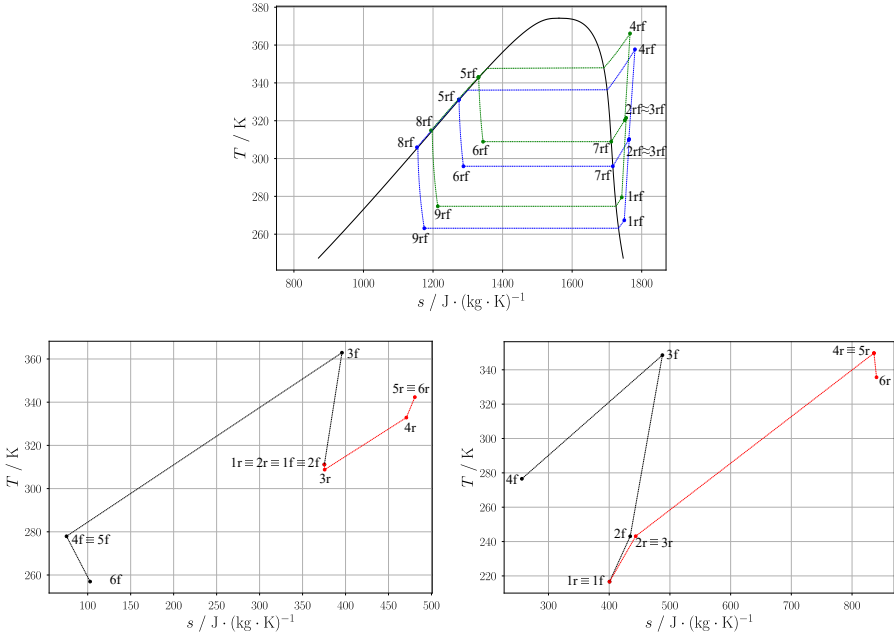 380
360
340
320
300
280
260
T / K
800
1000
1200
1400
1600
1800
s / J · (kg · K)⁻¹
4rf
4rf
5rf
5rf
2rf≈3rf
8rf
8rf
6rf
7rf
2rf≈3rf
6rf
7rf
1rf
9rf
1rf
9rf
360
340
320
300
280
260
T / K
100
150
200
250
300
350
400
450
500
s / J · (kg · K)⁻¹
3f
5r≡6r
4r
1r≡2r≡1f≡2f
3r
4f≡5f
6f
340
320
300
280
260
240
220
T / K
300
400
500
600
700
800
s / J · (kg · K)⁻¹
3f
4r≡5r
6r
4f
2f
2r≡3r
1r≡1f